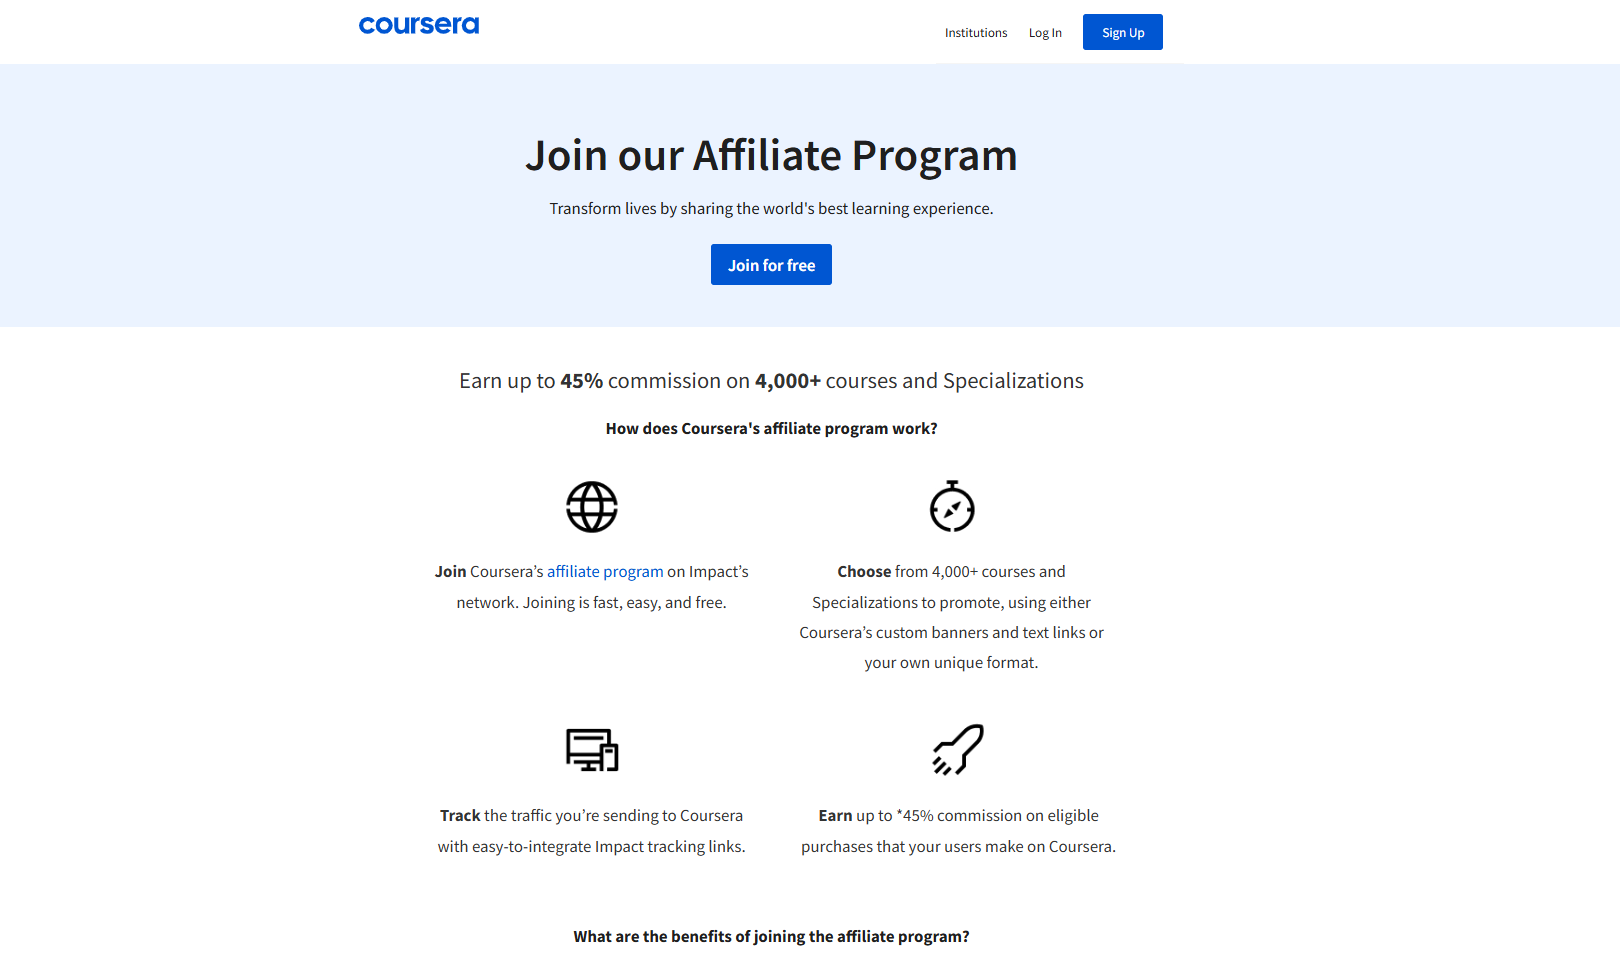 coursera
Institutions
Log In
Sign Up
Join our Affiliate Program
Transform lives by sharing the world's best learning experience.
Join for free
Earn up to 45% commission on 4,000+ courses and Specializations
How does Coursera's affiliate program work?
Join Coursera’s affiliate program on Impact’s
network. Joining is fast, easy, and free.
Choose from 4,000+ courses and
Specializations to promote, using either
Coursera’s custom banners and text links or
your own unique format.
Track the traffic you’re sending to Coursera
with easy-to-integrate Impact tracking links.
Earn up to *45% commission on eligible
purchases that your users make on Coursera.
What are the benefits of joining the affiliate program?